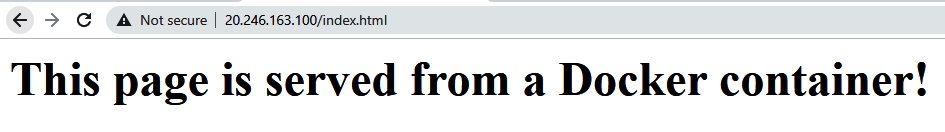 Not secure | 20.246.163.100/index.html
This page is served from a Docker container!